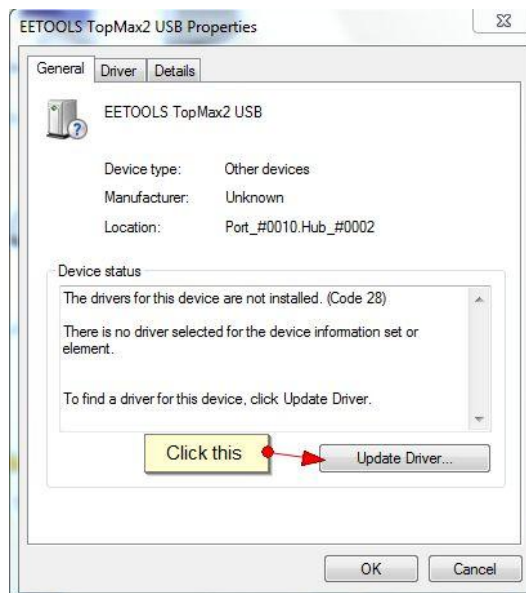 EETOOLS TopMax2 USB Properties
General Driver Details
EETOOLS TopMax2 USB
Device type: Other devices
Manufacturer: Unknown
Location: Port_#0010.Hub_#0002
Device status
The drivers for this device are not installed. (Code 28)
There is no driver selected for the device information set or
element.
To find a driver for this device, click Update Driver.
Click this
Update Driver...
OK Cancel